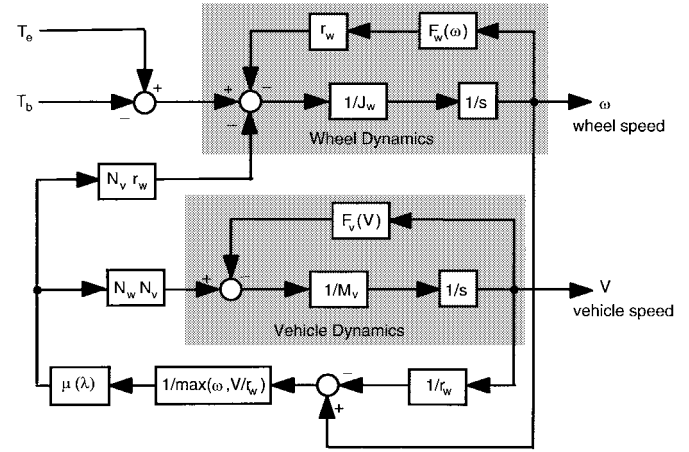 T_e
r_w
F_w(ω)
+
−
T_b
−
+
−
1/J_w
1/s
ω
wheel speed
Wheel Dynamics
N_v r_w
F_v(V)
+
−
N_w N_v
1/M_v
1/s
V
vehicle speed
Vehicle Dynamics
μ(λ)
1/max(ω,V/r_w)
−
+
1/r_w